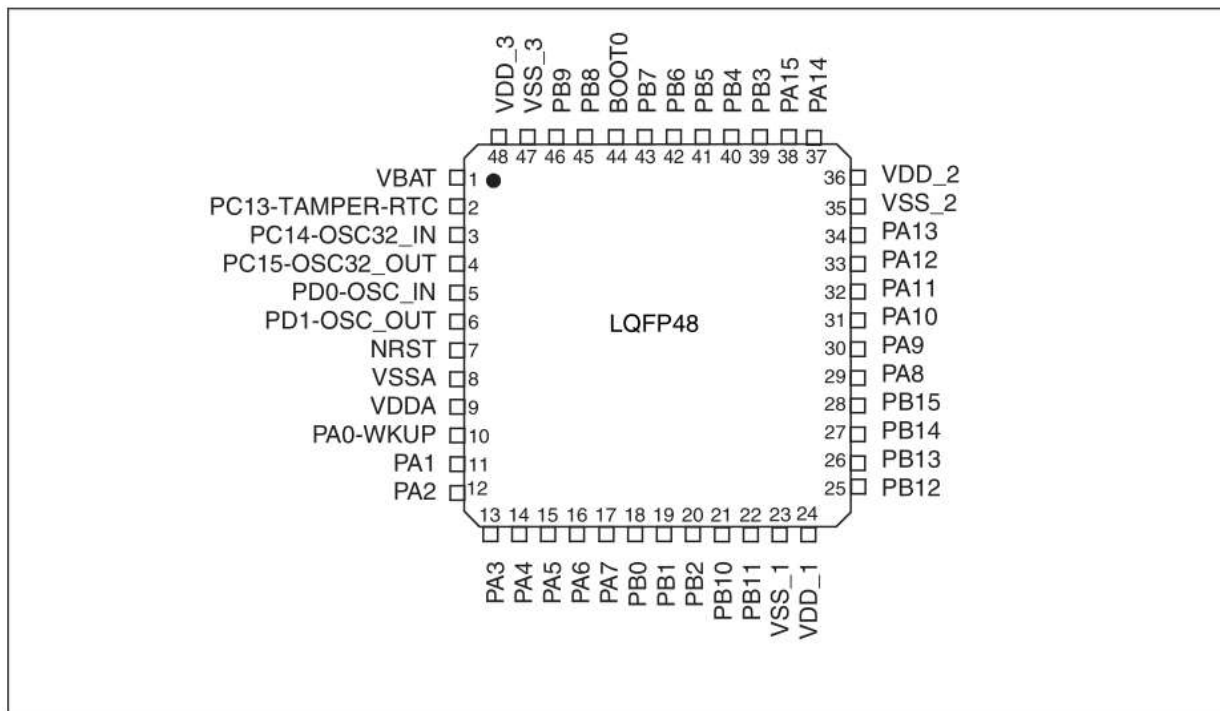 VDD_3
VSS_3
PB9
PB8
BOOT0
PB7
PB6
PB5
PB4
PB3
PA15
PA14
48 47 46 45 44 43 42 41 40 39 38 37
VBAT 1
PC13-TAMPER-RTC 2
PC14-OSC32_IN 3
PC15-OSC32_OUT 4
PD0-OSC_IN 5
PD1-OSC_OUT 6
NRST 7
VSSA 8
VDDA 9
PA0-WKUP 10
PA1 11
PA2 12
LQFP48
36 VDD_2
35 VSS_2
34 PA13
33 PA12
32 PA11
31 PA10
30 PA9
29 PA8
28 PB15
27 PB14
26 PB13
25 PB12
13 14 15 16 17 18 19 20 21 22 23 24
PA3
PA4
PA5
PA6
PA7
PB0
PB1
PB2
PB10
PB11
VSS_1
VDD_1